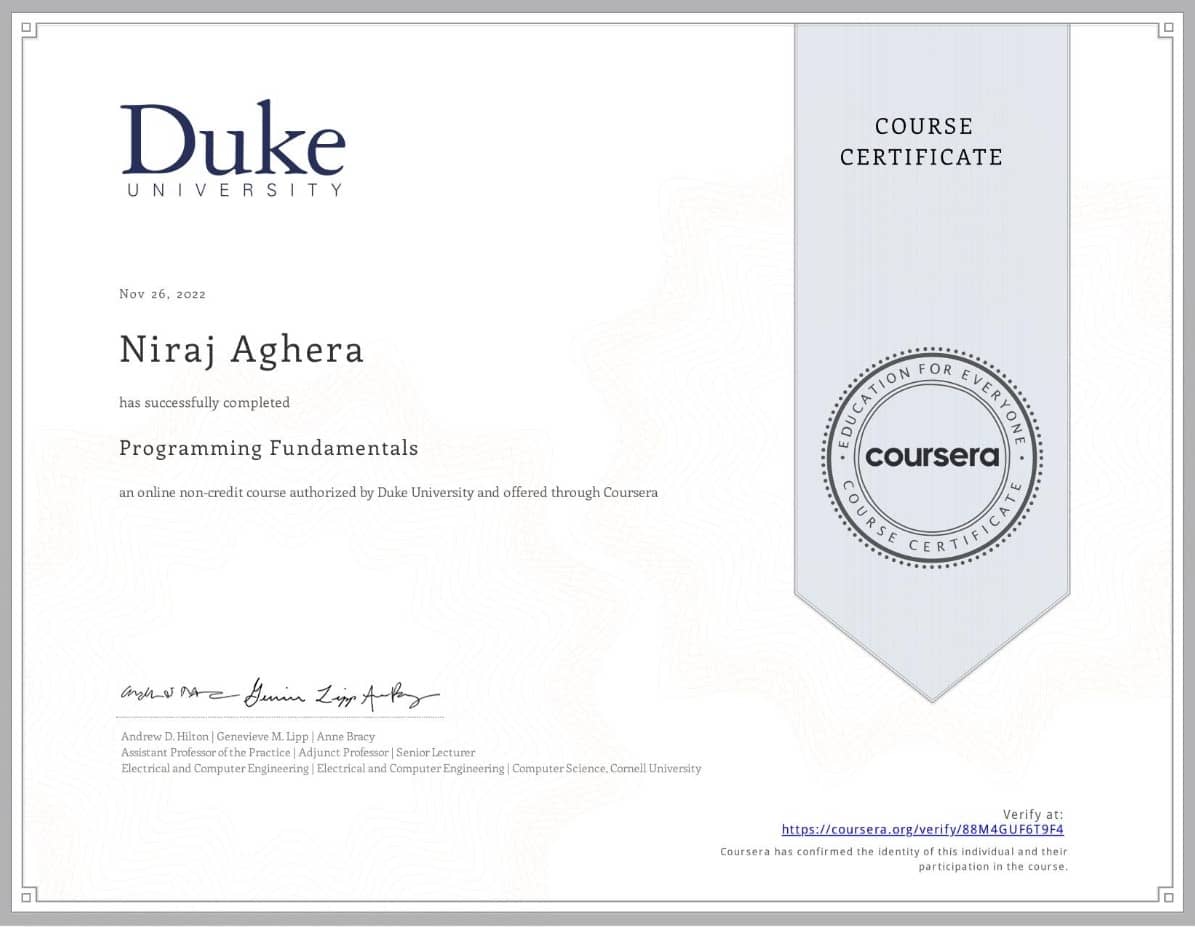 Duke
UNIVERSITY
COURSE
CERTIFICATE
Nov 26, 2022
Niraj Aghera
has successfully completed
Programming Fundamentals
an online non-credit course authorized by Duke University and offered through Coursera
EDUCATION FOR EVERYONE
coursera
COURSE CERTIFICATE
Andrew D. Hilton | Genevieve M. Lipp | Anne Bracy
Assistant Professor of the Practice | Adjunct Professor | Senior Lecturer
Electrical and Computer Engineering | Electrical and Computer Engineering | Computer Science, Cornell University
Verify at:
https://coursera.org/verify/88M4GUF6T9F4
Coursera has confirmed the identity of this individual and their
participation in the course.